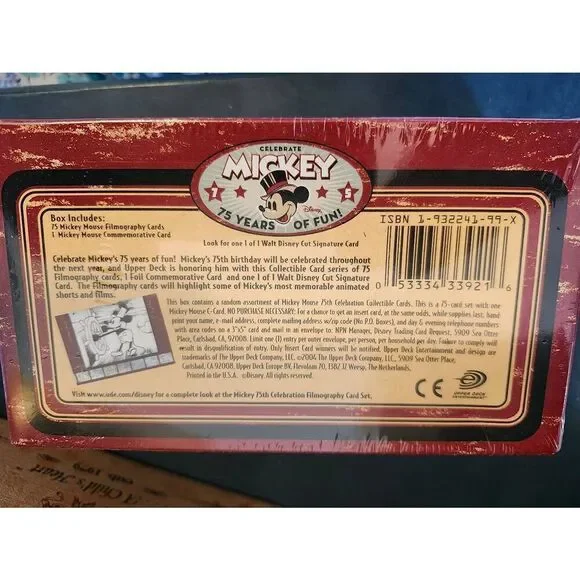 CELEBRATE
MICKEY
7 5
75 YEARS OF FUN!
Disney
Box Includes:
75 Mickey Mouse Filmography Cards
1 Mickey Mouse Commemorative Card
ISBN 1-932241-99-X
Look for one 1 of 1 Walt Disney Cut Signature Card
Celebrate Mickey's 75 years of fun! Mickey's 75th birthday will be celebrated throughout
the next year, and Upper Deck is honoring him with this Collectible Card series of 75
Filmography cards, 1 Foil Commemorative Card and 1 of 1 Walt Disney Cut Signature
Card. The Filmography cards will highlight some of Mickey's most memorable animated
shorts and films.
0 53334 33921 6
This box contains a random assortment of Mickey Mouse 75th Celebration Collectible Cards. This is a 75-card set with one
Mickey Mouse C-Card. NO PURCHASE NECESSARY: For a chance to get an insert card, at the same odds, while supplies last, hand
print your name, e-mail address, complete mailing address w/zip code (No P.O. Boxes), and day & evening telephone numbers
with area codes on a 3"x5" card and mail in an envelope to: NPN Manager, Disney Trading Card Request, 5909 Sea Otter
Place, Carlsbad, CA. 92008. Limit one (1) entry per outer envelope, per person, per household per day. Failure to comply will
result in disqualification of entry. Only Insert Card winners will be notified. Upper Deck Entertainment and design are
trademarks of The Upper Deck Company, LLC. ©2004 The Upper Deck Company, LLC, 5909 Sea Otter Place,
Carlsbad, CA. 92008. Upper Deck Europe BV, Flevolaan 70, 1382 JZ Weesp, The Netherlands.
Printed in the U.S.A. ©Disney, All rights reserved.
CE
UPPER DECK
ENTERTAINMENT
Visit www.ude.com/disney for a complete look at the Mickey 75th Celebration Filmography Card Set.
A Child's Heart